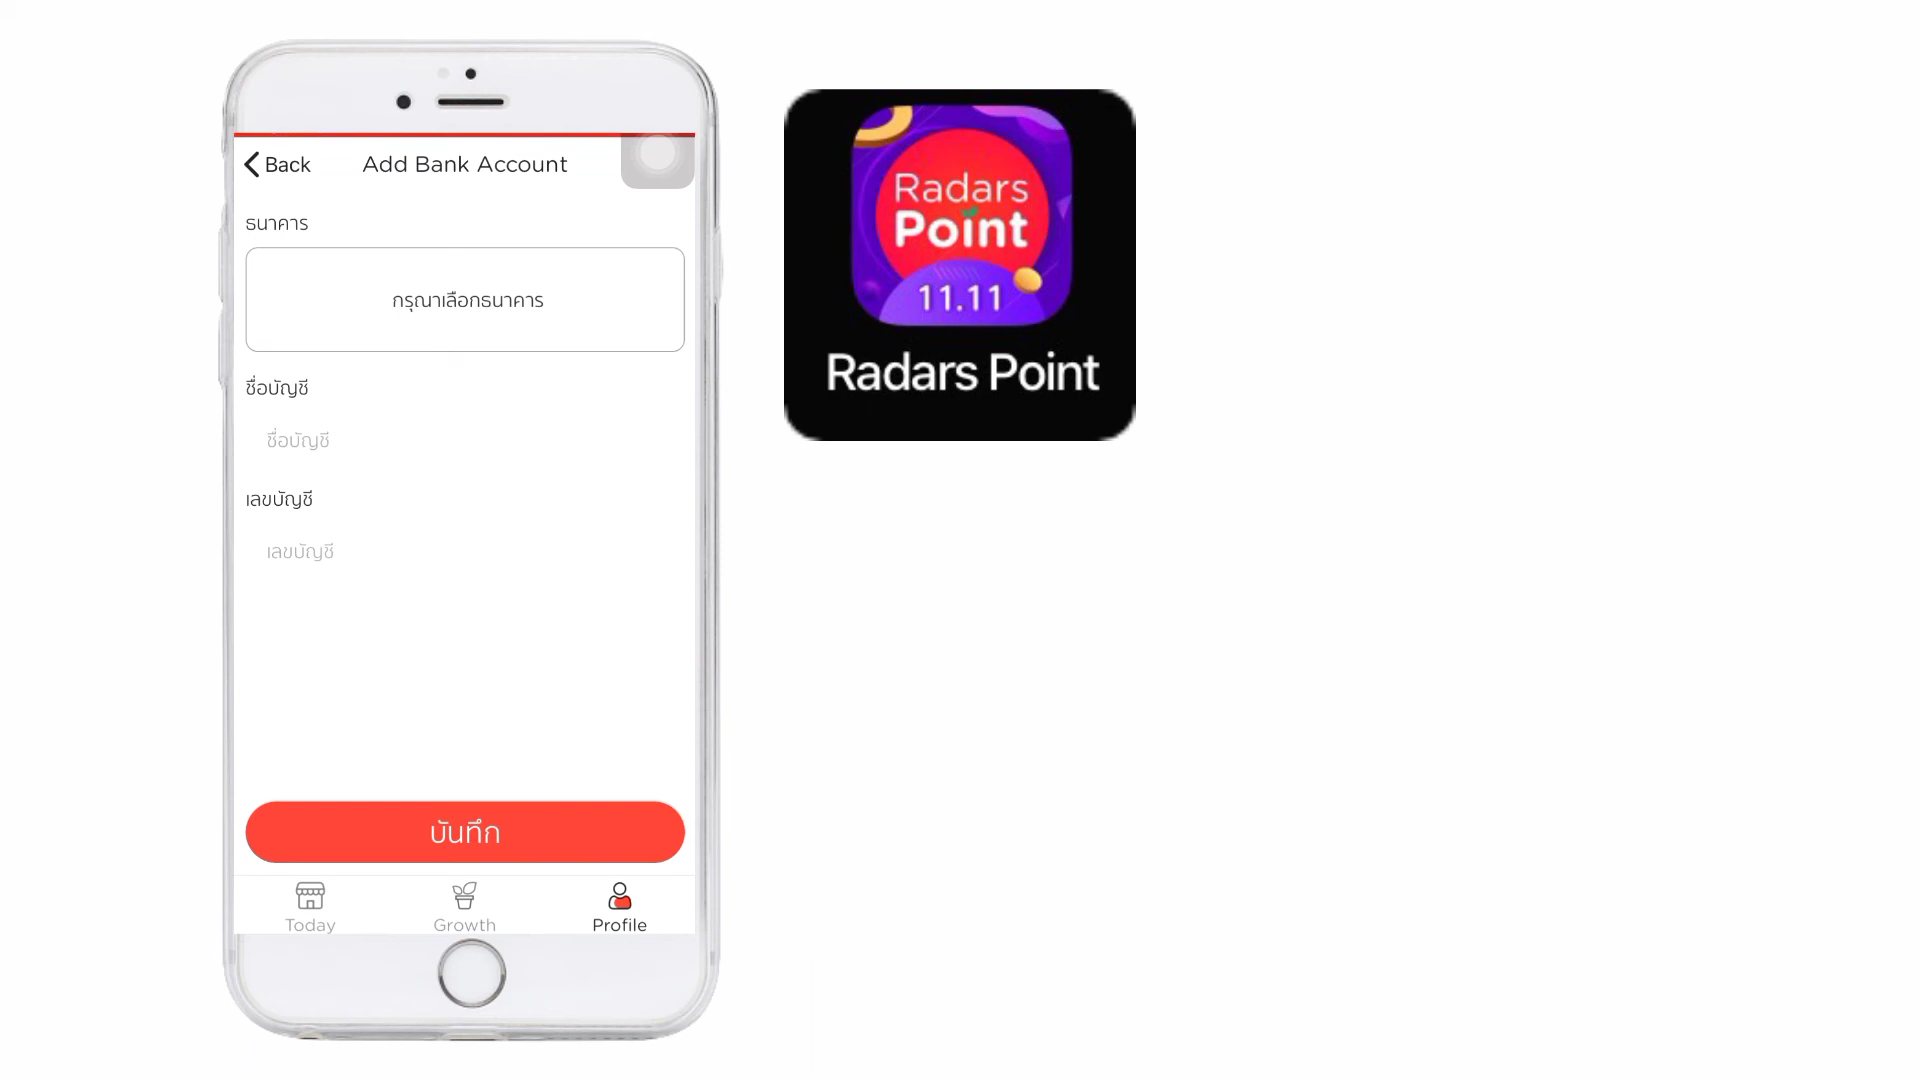 Back
Add Bank Account
ธนาคาร
กรุณาเลือกธนาคาร
ชื่อบัญชี
ชื่อบัญชี
เลขบัญชี
เลขบัญชี
บันทึก
Today
Growth
Profile
Radars
Point
11.11
Radars Point